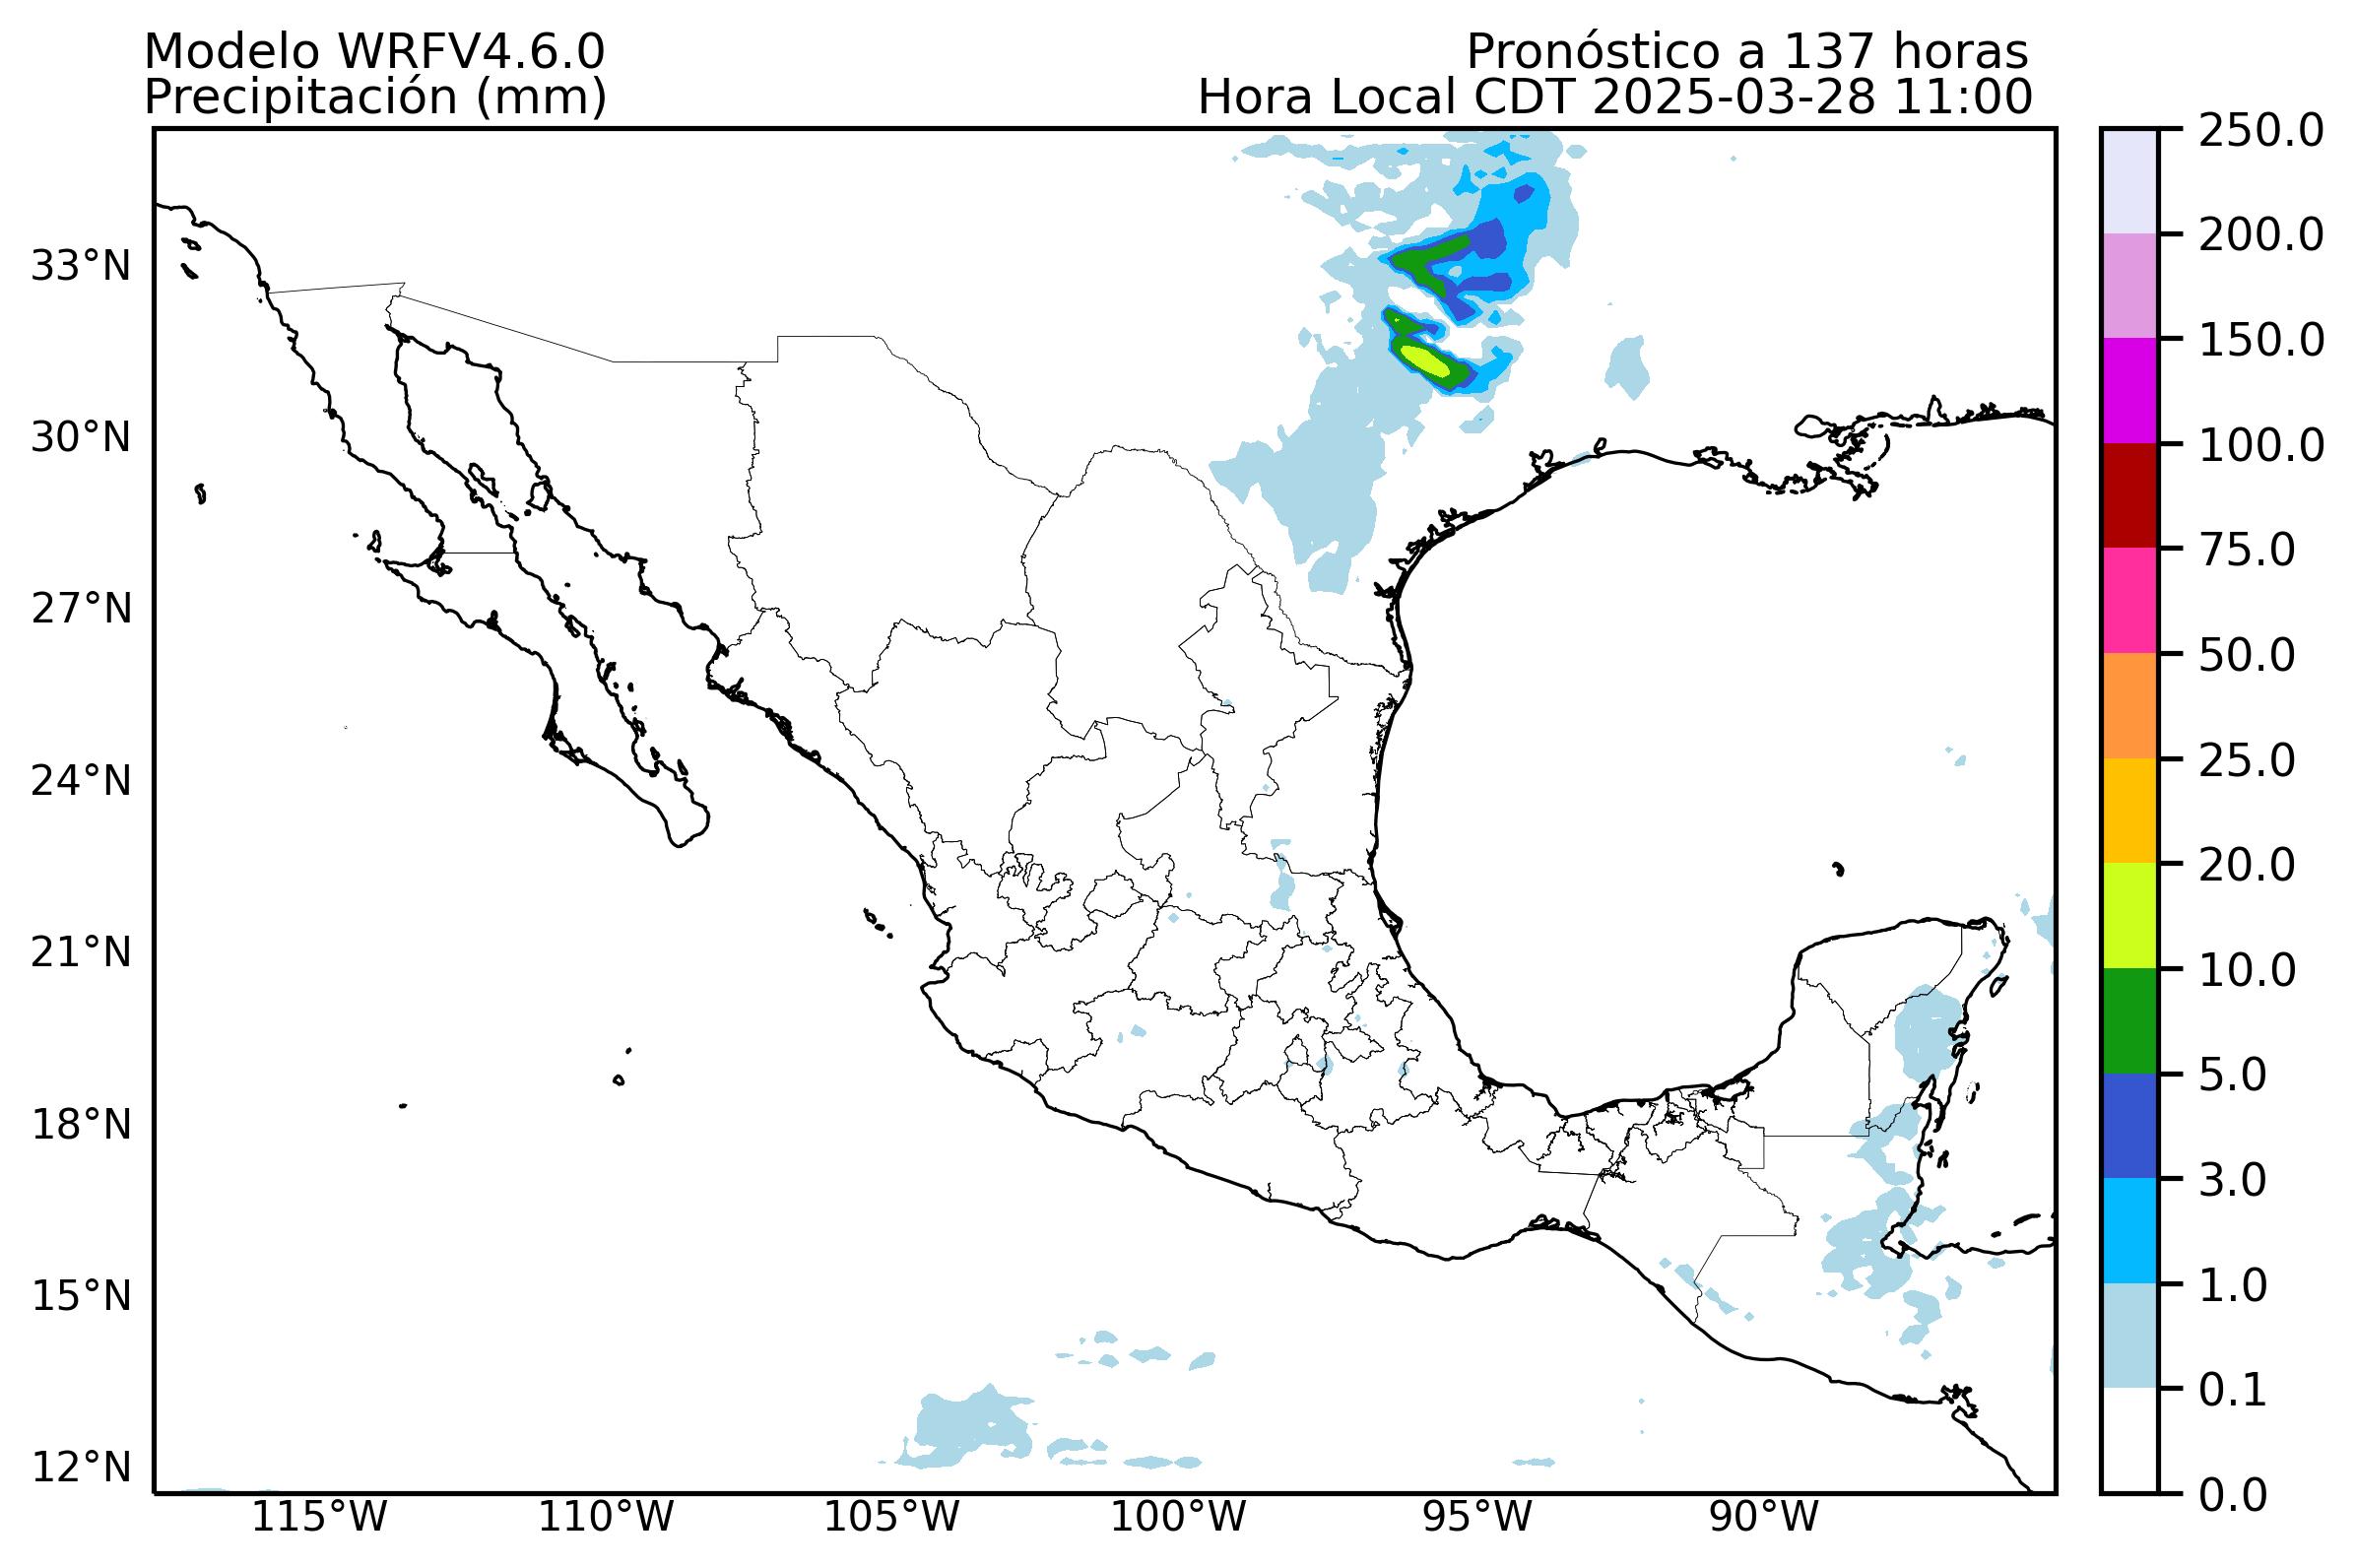 Modelo WRFV4.6.0
Precipitación (mm)
Pronóstico a 137 horas
Hora Local CDT 2025-03-28 11:00
33°N
30°N
27°N
24°N
21°N
18°N
15°N
12°N
115°W
110°W
105°W
100°W
95°W
90°W
250.0
200.0
150.0
100.0
75.0
50.0
25.0
20.0
10.0
5.0
3.0
1.0
0.1
0.0